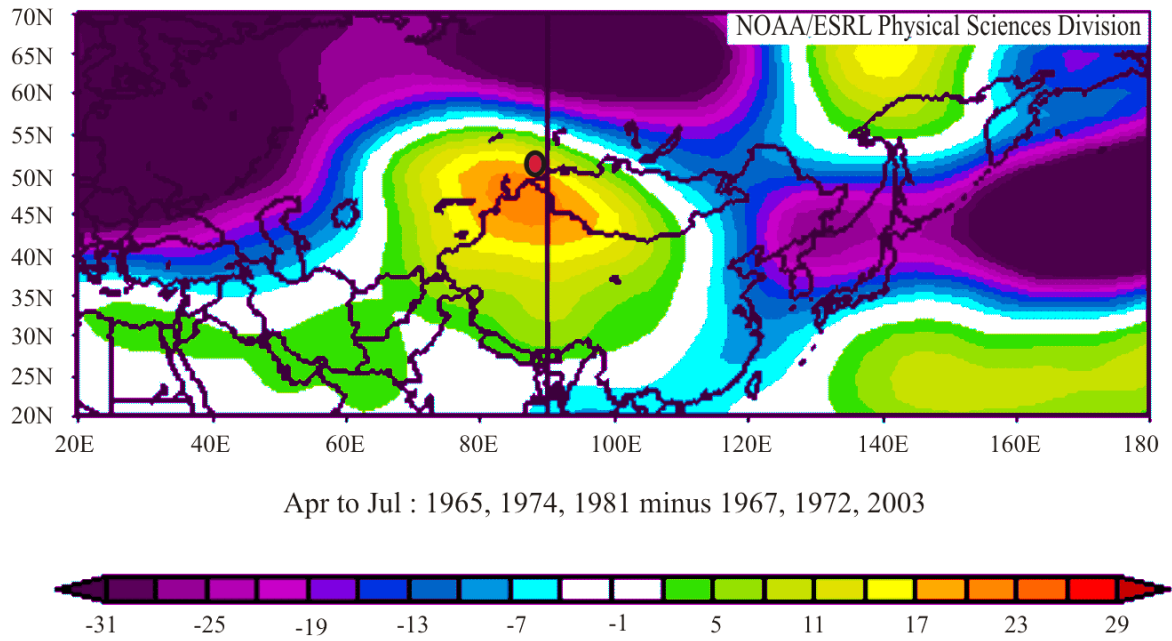 NOAA/ESRL Physical Sciences Division
70N
65N
60N
55N
50N
45N
40N
35N
30N
25N
20N
20E 40E 60E 80E 100E 120E 140E 160E 180
Apr to Jul : 1965, 1974, 1981 minus 1967, 1972, 2003
-31 -25 -19 -13 -7 -1 5 11 17 23 29